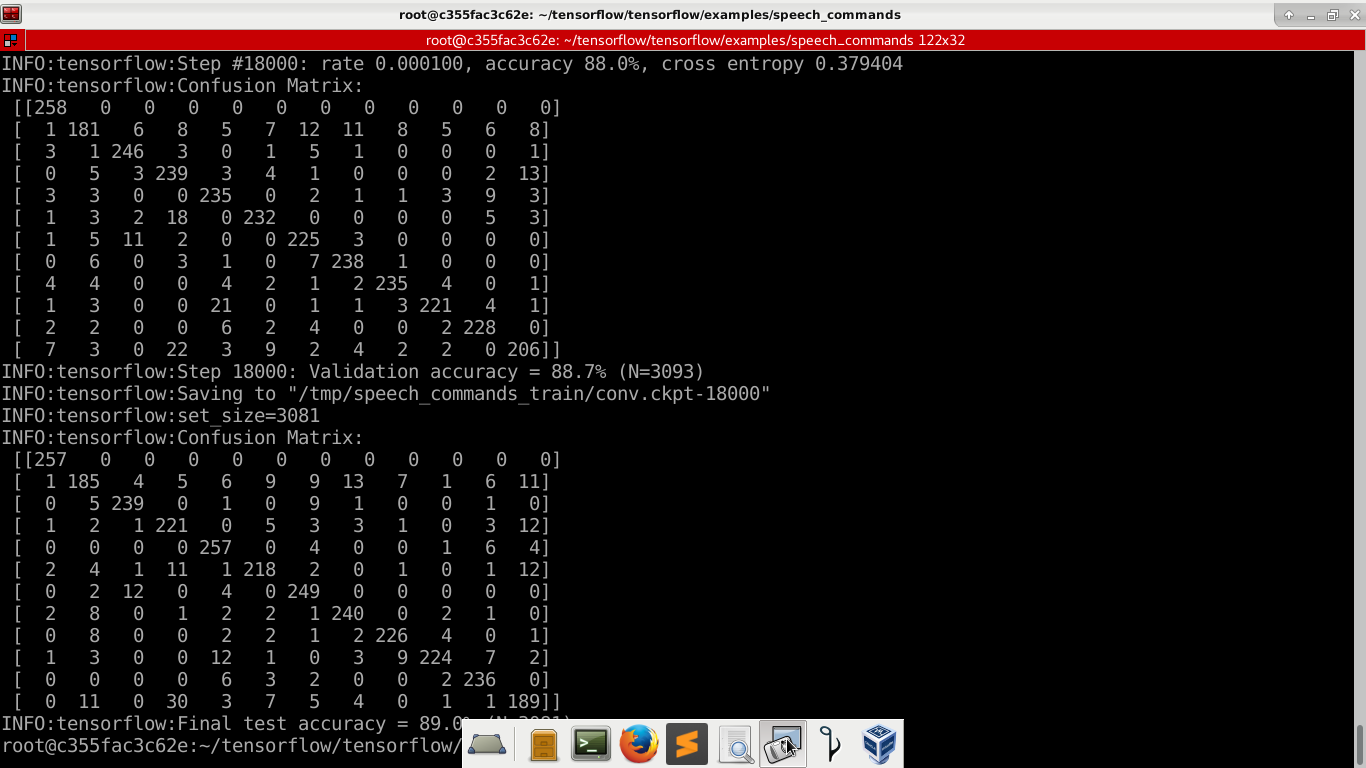 root@c355fac3c62e: ~/tensorflow/tensorflow/examples/speech_commands
root@c355fac3c62e: ~/tensorflow/tensorflow/examples/speech_commands 122x32
INFO:tensorflow:Step #18000: rate 0.000100, accuracy 88.0%, cross entropy 0.379404
INFO:tensorflow:Confusion Matrix:
[[258 0 0 0 0 0 0 0 0 0 0 0]
[ 1 181 6 8 5 7 12 11 8 5 6 8]
[ 3 1 246 3 0 1 5 1 0 0 0 1]
[ 0 5 3 239 3 4 1 0 0 0 2 13]
[ 3 3 0 0 235 0 2 1 1 3 9 3]
[ 1 3 2 18 0 232 0 0 0 0 5 3]
[ 1 5 11 2 0 0 225 3 0 0 0 0]
[ 0 6 0 3 1 0 7 238 1 0 0 0]
[ 4 4 0 0 4 2 1 2 235 4 0 1]
[ 1 3 0 0 21 0 1 1 3 221 4 1]
[ 2 2 0 0 6 2 4 0 0 2 228 0]
[ 7 3 0 22 3 9 2 4 2 2 0 206]]
INFO:tensorflow:Step 18000: Validation accuracy = 88.7% (N=3093)
INFO:tensorflow:Saving to "/tmp/speech_commands_train/conv.ckpt-18000"
INFO:tensorflow:set_size=3081
INFO:tensorflow:Confusion Matrix:
[[257 0 0 0 0 0 0 0 0 0 0 0]
[ 1 185 4 5 6 9 9 13 7 1 6 11]
[ 0 5 239 0 1 0 9 1 0 0 1 0]
[ 1 2 1 221 0 5 3 3 1 0 3 12]
[ 0 0 0 0 257 0 4 0 0 1 6 4]
[ 2 4 1 11 1 218 2 0 1 0 1 12]
[ 0 2 12 0 4 0 249 0 0 0 0 0]
[ 2 8 0 1 2 2 1 240 0 2 1 0]
[ 0 8 0 0 2 2 1 2 226 4 0 1]
[ 1 3 0 0 12 1 0 3 9 224 7 2]
[ 0 0 0 0 6 3 2 0 0 2 236 0]
[ 0 11 0 30 3 7 5 4 0 1 1 189]]
INFO:tensorflow:Final test accuracy = 89.0%
root@c355fac3c62e:~/tensorflow/tensorflow/